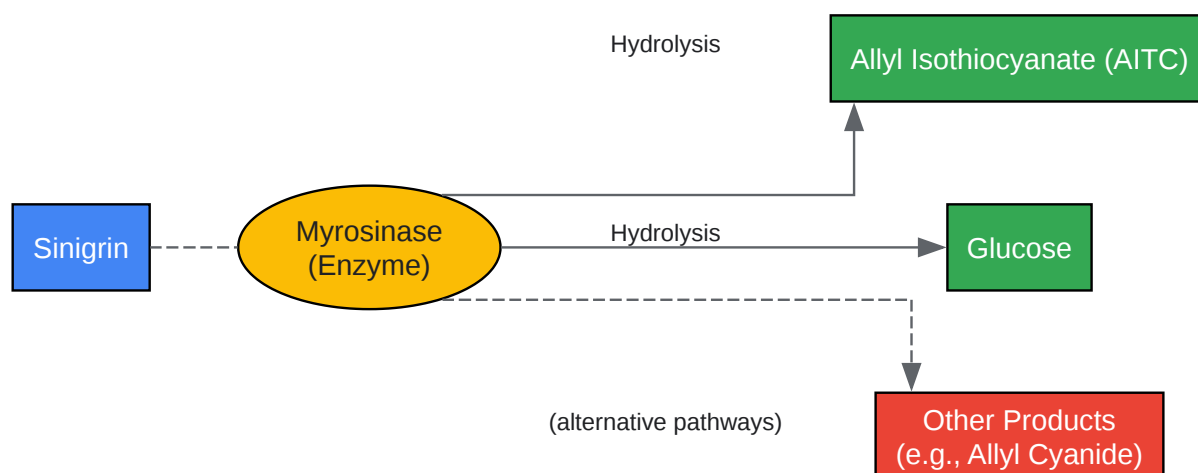 Hydrolysis
Allyl Isothiocyanate (AITC)
Sinigrin
Myrosinase
(Enzyme)
Hydrolysis
Glucose
(alternative pathways)
Other Products
(e.g., Allyl Cyanide)